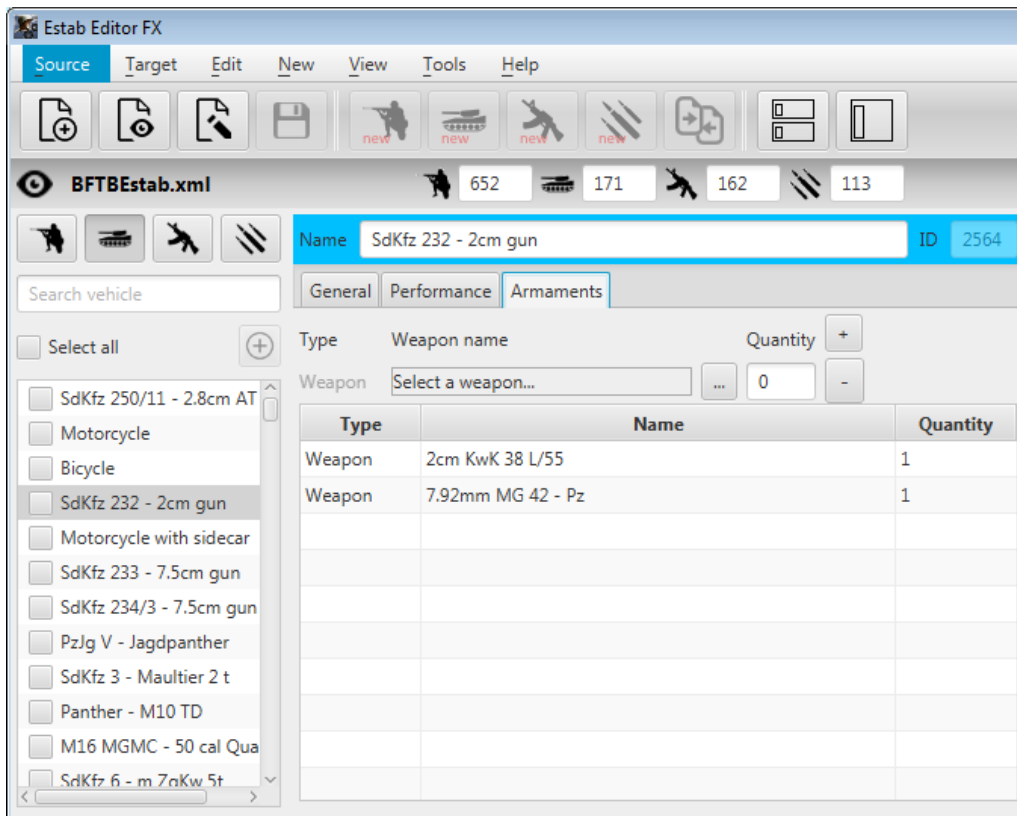 Estab Editor FX
Source Target Edit New View Tools Help
new new new new
BFTBEstab.xml 652 171 162 113
Name SdKfz 232 - 2cm gun ID 2564
Search vehicle
General Performance Armaments
Select all
Type Weapon name Quantity +
Weapon Select a weapon... ... 0 -
SdKfz 250/11 - 2.8cm AT
Motorcycle
Bicycle
SdKfz 232 - 2cm gun
Motorcycle with sidecar
SdKfz 233 - 7.5cm gun
SdKfz 234/3 - 7.5cm gun
PzJg V - Jagdpanther
SdKfz 3 - Maultier 2 t
Panther - M10 TD
M16 MGMC - 50 cal Qua
SdKfz 6 - m ZgKw 5t
Type Name Quantity
Weapon 2cm KwK 38 L/55 1
Weapon 7.92mm MG 42 - Pz 1